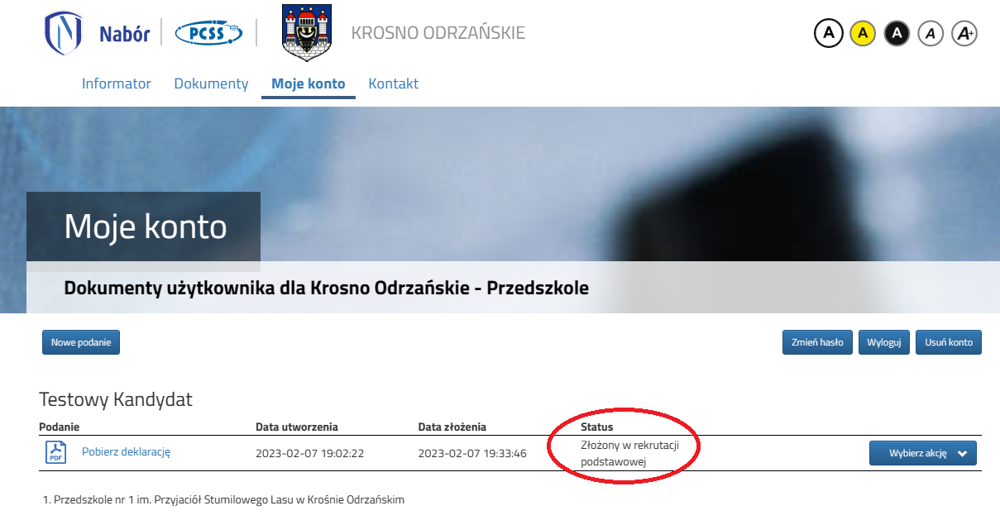 Nabór PCSS KROSNO ODRZAŃSKIE A A A A A+
Informator Dokumenty Moje konto Kontakt
Moje konto
Dokumenty użytkownika dla Krosno Odrzańskie - Przedszkole
Nowe podanie Zmień hasło Wyloguj Usuń konto
Testowy Kandydat
Podanie Data utworzenia Data złożenia Status
PDF Pobierz deklarację 2023-02-07 19:02:22 2023-02-07 19:33:46 Złożony w rekrutacji
podstawowej Wybierz akcję
1. Przedszkole nr 1 im. Przyjaciół Stumilowego Lasu w Krośnie Odrzańskim